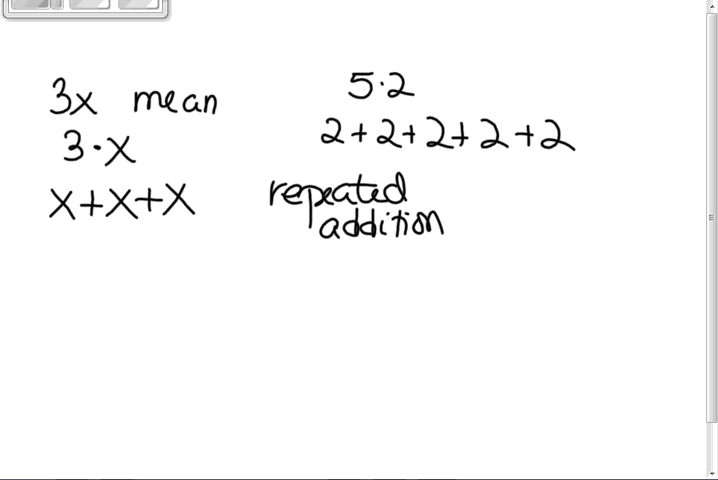 3x mean
3·x
x+x+x
5·2
2+2+2+2+2
repeated
addition